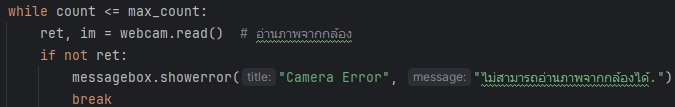 while count <= max_count:
ret, im = webcam.read()  # อ่านภาพจากกล้อง
if not ret:
messagebox.showerror( title: "Camera Error",  message: "ไม่สามารถอ่านภาพจากกล้องได้.")
break